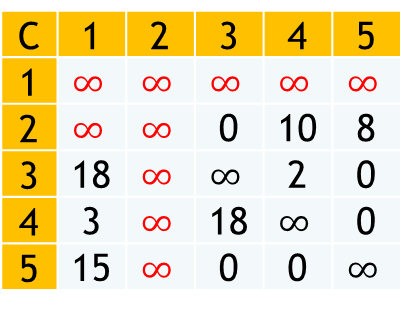 C 1 2 3 4 5
1 ∞ ∞ ∞ ∞ ∞
2 ∞ ∞ 0 10 8
3 18 ∞ ∞ 2 0
4 3 ∞ 18 ∞ 0
5 15 ∞ 0 0 ∞